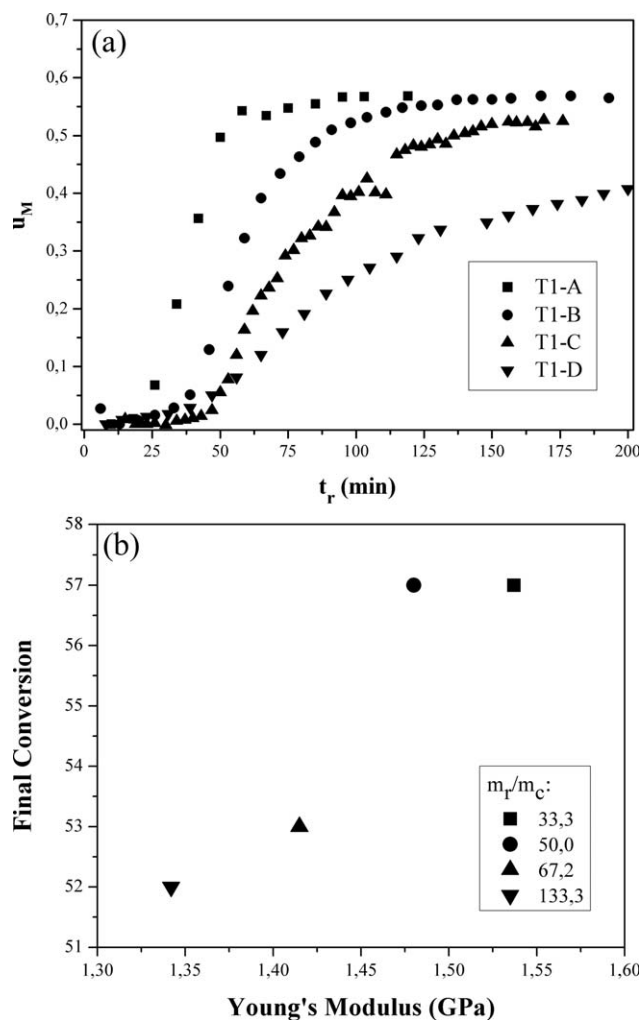 (a)
0,7
0,6
0,5
0,4
0,3
0,2
0,1
0,0
u_M
T1-A
T1-B
T1-C
T1-D
0 25 50 75 100 125 150 175 200
t_r (min)
(b)
58
57
56
55
54
53
52
51
Final Conversion
m_r/m_c:
33,3
50,0
67,2
133,3
1,30 1,35 1,40 1,45 1,50 1,55 1,60
Young's Modulus (GPa)